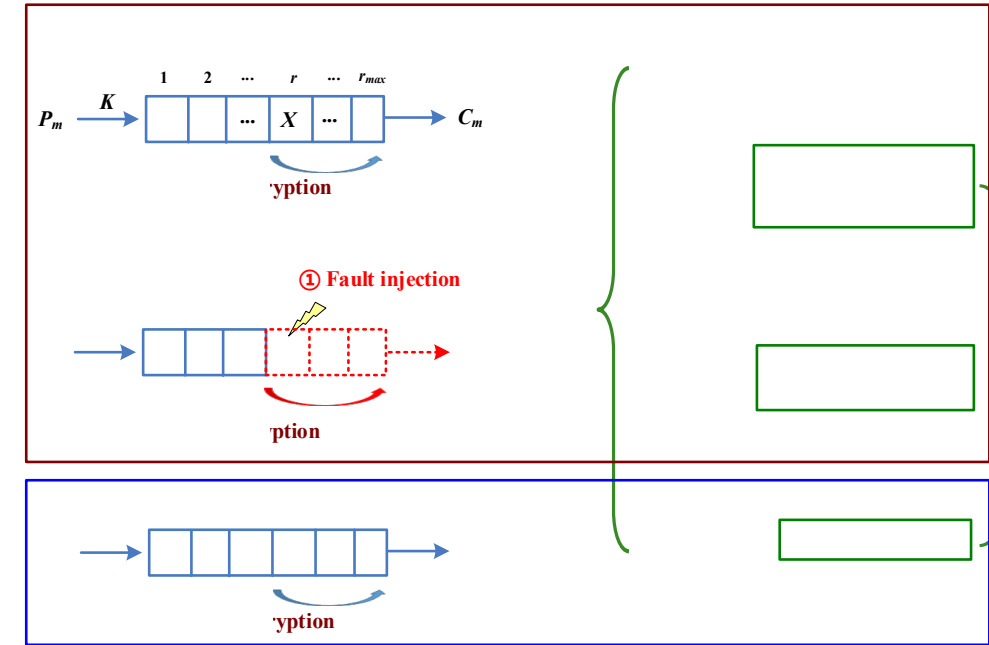 1 2 ... r ... rmax
K
Pm ... X ... Cm
yption
① Fault injection
ption
yption